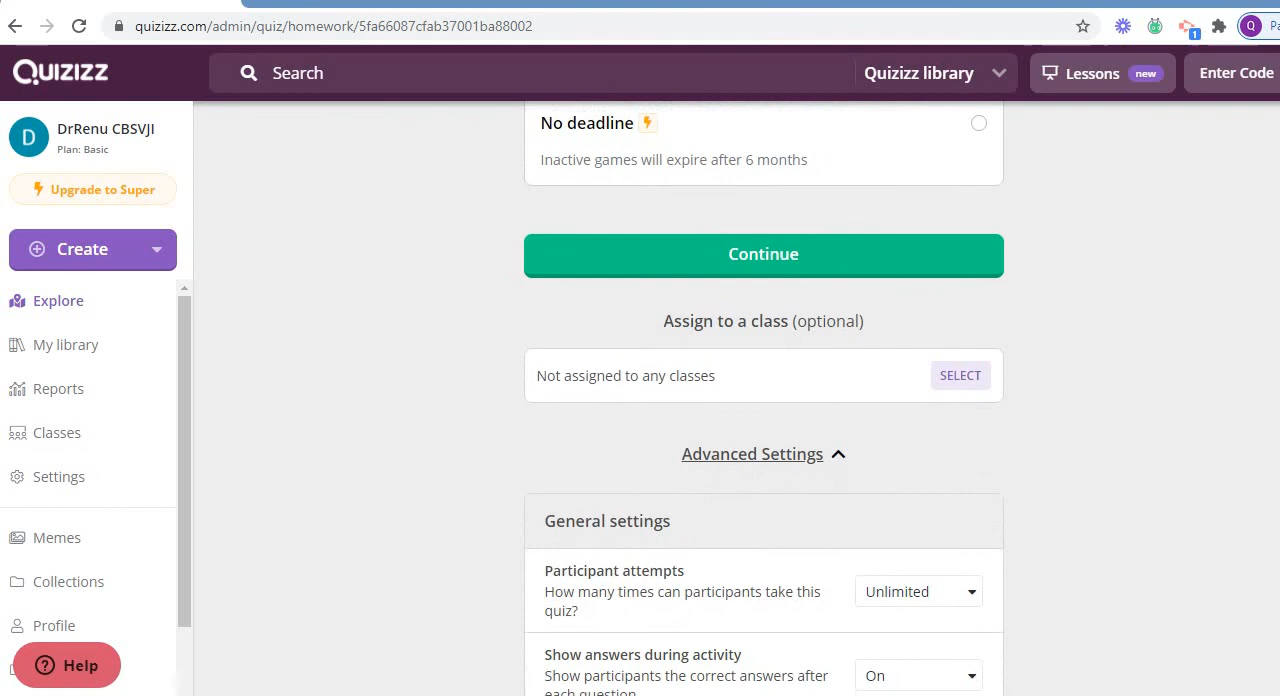 quizizz.com/admin/quiz/homework/5fa66087cfab37001ba88002
1
Q
Pa
QUIZIZZ
Search
Quizizz library
Lessons new
Enter Code
D
DrRenu CBSVJI
Plan: Basic
Upgrade to Super
Create
Explore
My library
Reports
Classes
Settings
Memes
Collections
Profile
Help
No deadline
Inactive games will expire after 6 months
Continue
Assign to a class (optional)
Not assigned to any classes
SELECT
Advanced Settings
General settings
Participant attempts
How many times can participants take this
quiz?
Unlimited
Show answers during activity
Show participants the correct answers after
each question
On